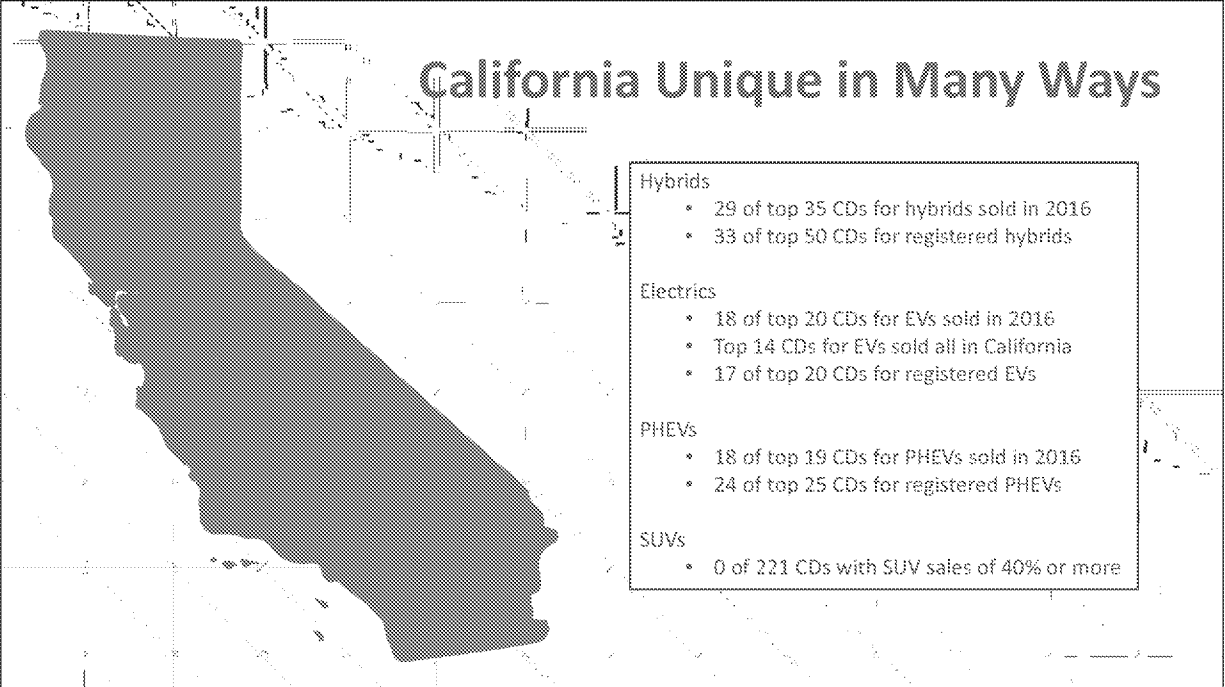 California Unique in Many Ways
Hybrids
• 29 of top 35 CDs for hybrids sold in 2016
• 33 of top 50 CDs for registered hybrids
Electrics
• 18 of top 20 CDs for EVs sold in 2016
• Top 14 CDs for EVs sold all in California
• 17 of top 20 CDs for registered EVs
PHEVs
• 18 of top 19 CDs for PHEVs sold in 2016
• 24 of top 25 CDs for registered PHEVs
SUVs
• 0 of 221 CDs with SUV sales of 40% or more